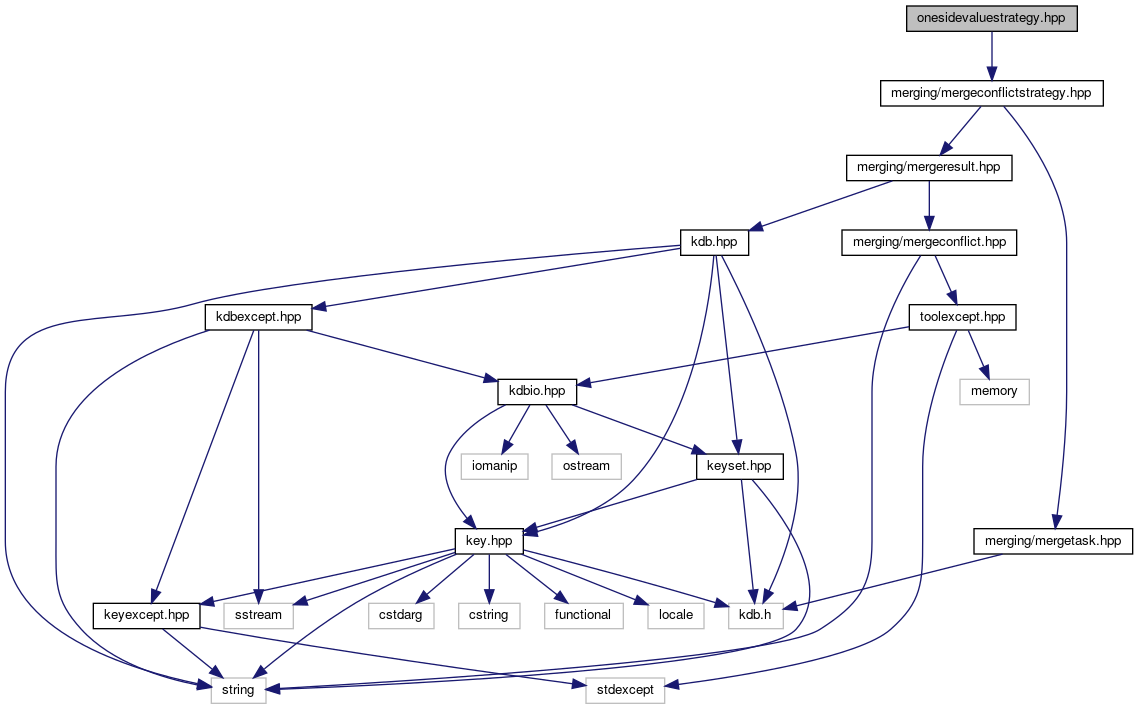 onesidevaluestrategy.hpp
merging/mergeconflictstrategy.hpp
merging/mergeresult.hpp
kdb.hpp
merging/mergeconflict.hpp
kdbexcept.hpp
toolexcept.hpp
kdbio.hpp
memory
iomanip
ostream
keyset.hpp
key.hpp
merging/mergetask.hpp
keyexcept.hpp
sstream
cstdarg
cstring
functional
locale
kdb.h
string
stdexcept